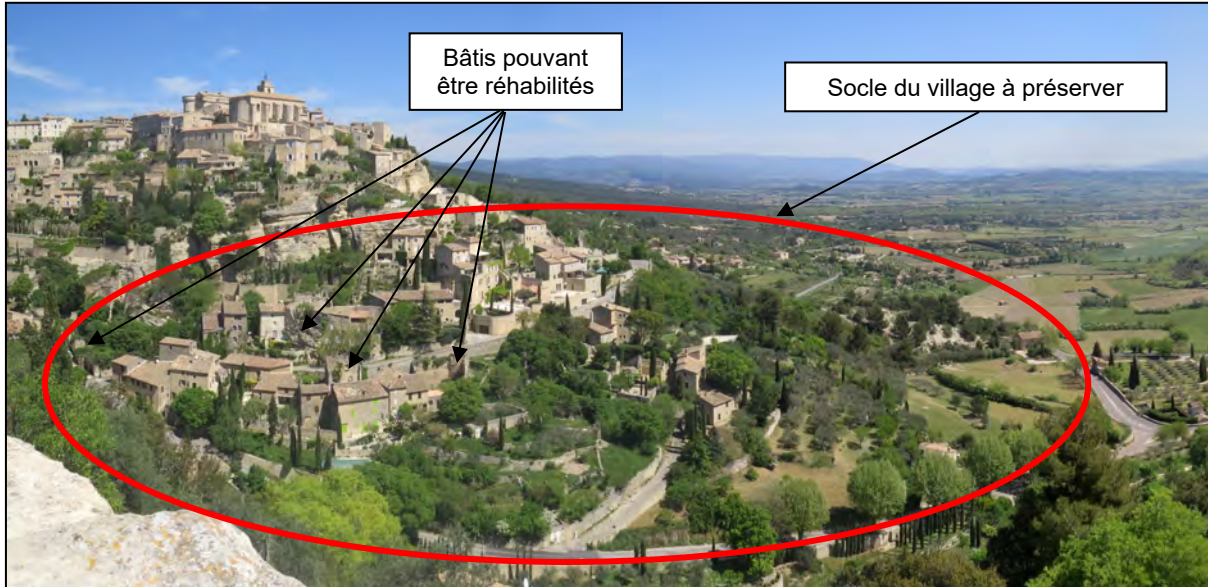 Bâtis pouvant
être réhabilités
Socle du village à préserver